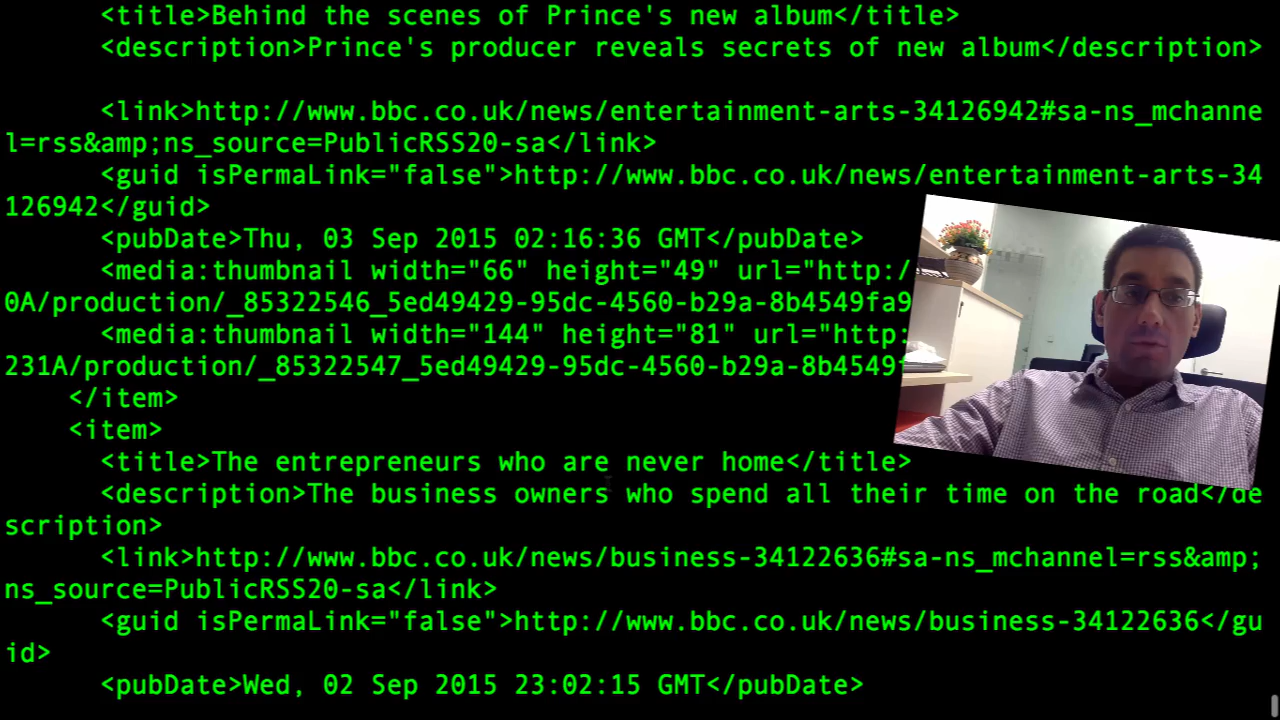 <title>Behind the scenes of Prince's new album</title>
<description>Prince's producer reveals secrets of new album</description>
<link>http://www.bbc.co.uk/news/entertainment-arts-34126942#sa-ns_mchanne
l=rss&amp;ns_source=PublicRSS20-sa</link>
<guid isPermaLink="false">http://www.bbc.co.uk/news/entertainment-arts-34
126942</guid>
<pubDate>Thu, 03 Sep 2015 02:16:36 GMT</pubDate>
<media:thumbnail width="66" height="49" url="http:/
0A/production/_85322546_5ed49429-95dc-4560-b29a-8b4549fa9
<media:thumbnail width="144" height="81" url="http:
231A/production/_85322547_5ed49429-95dc-4560-b29a-8b4549f
</item>
<item>
<title>The entrepreneurs who are never home</title>
<description>The business owners who spend all their time on the road</de
scription>
<link>http://www.bbc.co.uk/news/business-34122636#sa-ns_mchannel=rss&amp;
ns_source=PublicRSS20-sa</link>
<guid isPermaLink="false">http://www.bbc.co.uk/news/business-34122636</gu
id>
<pubDate>Wed, 02 Sep 2015 23:02:15 GMT</pubDate>